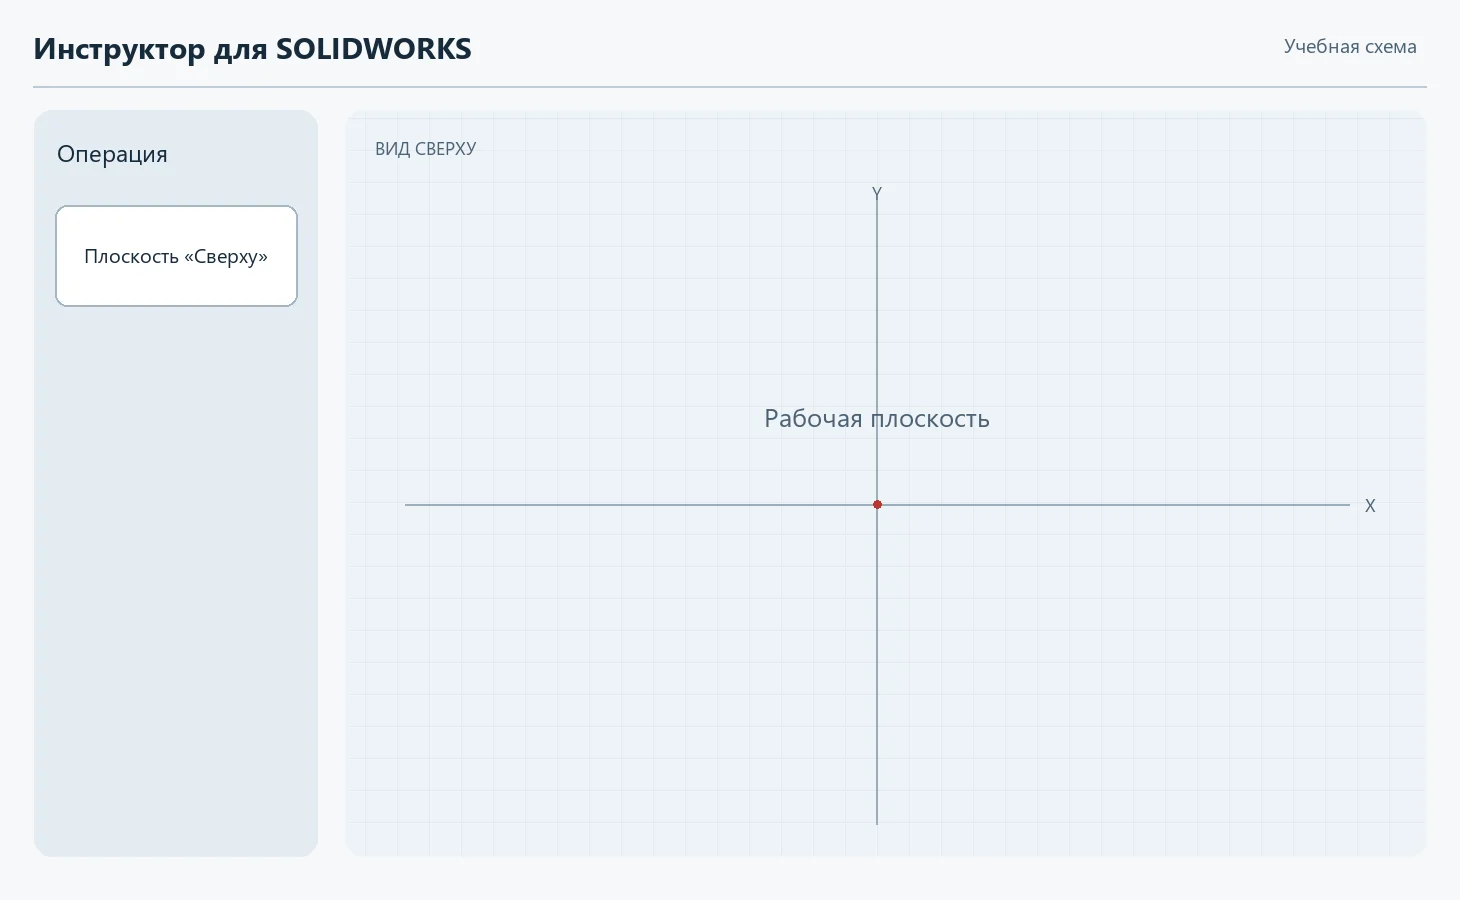 Инструктор для SOLIDWORKS
Учебная схема
Операция
Плоскость «Сверху»
ВИД СВЕРХУ
Y
Рабочая плоскость
X